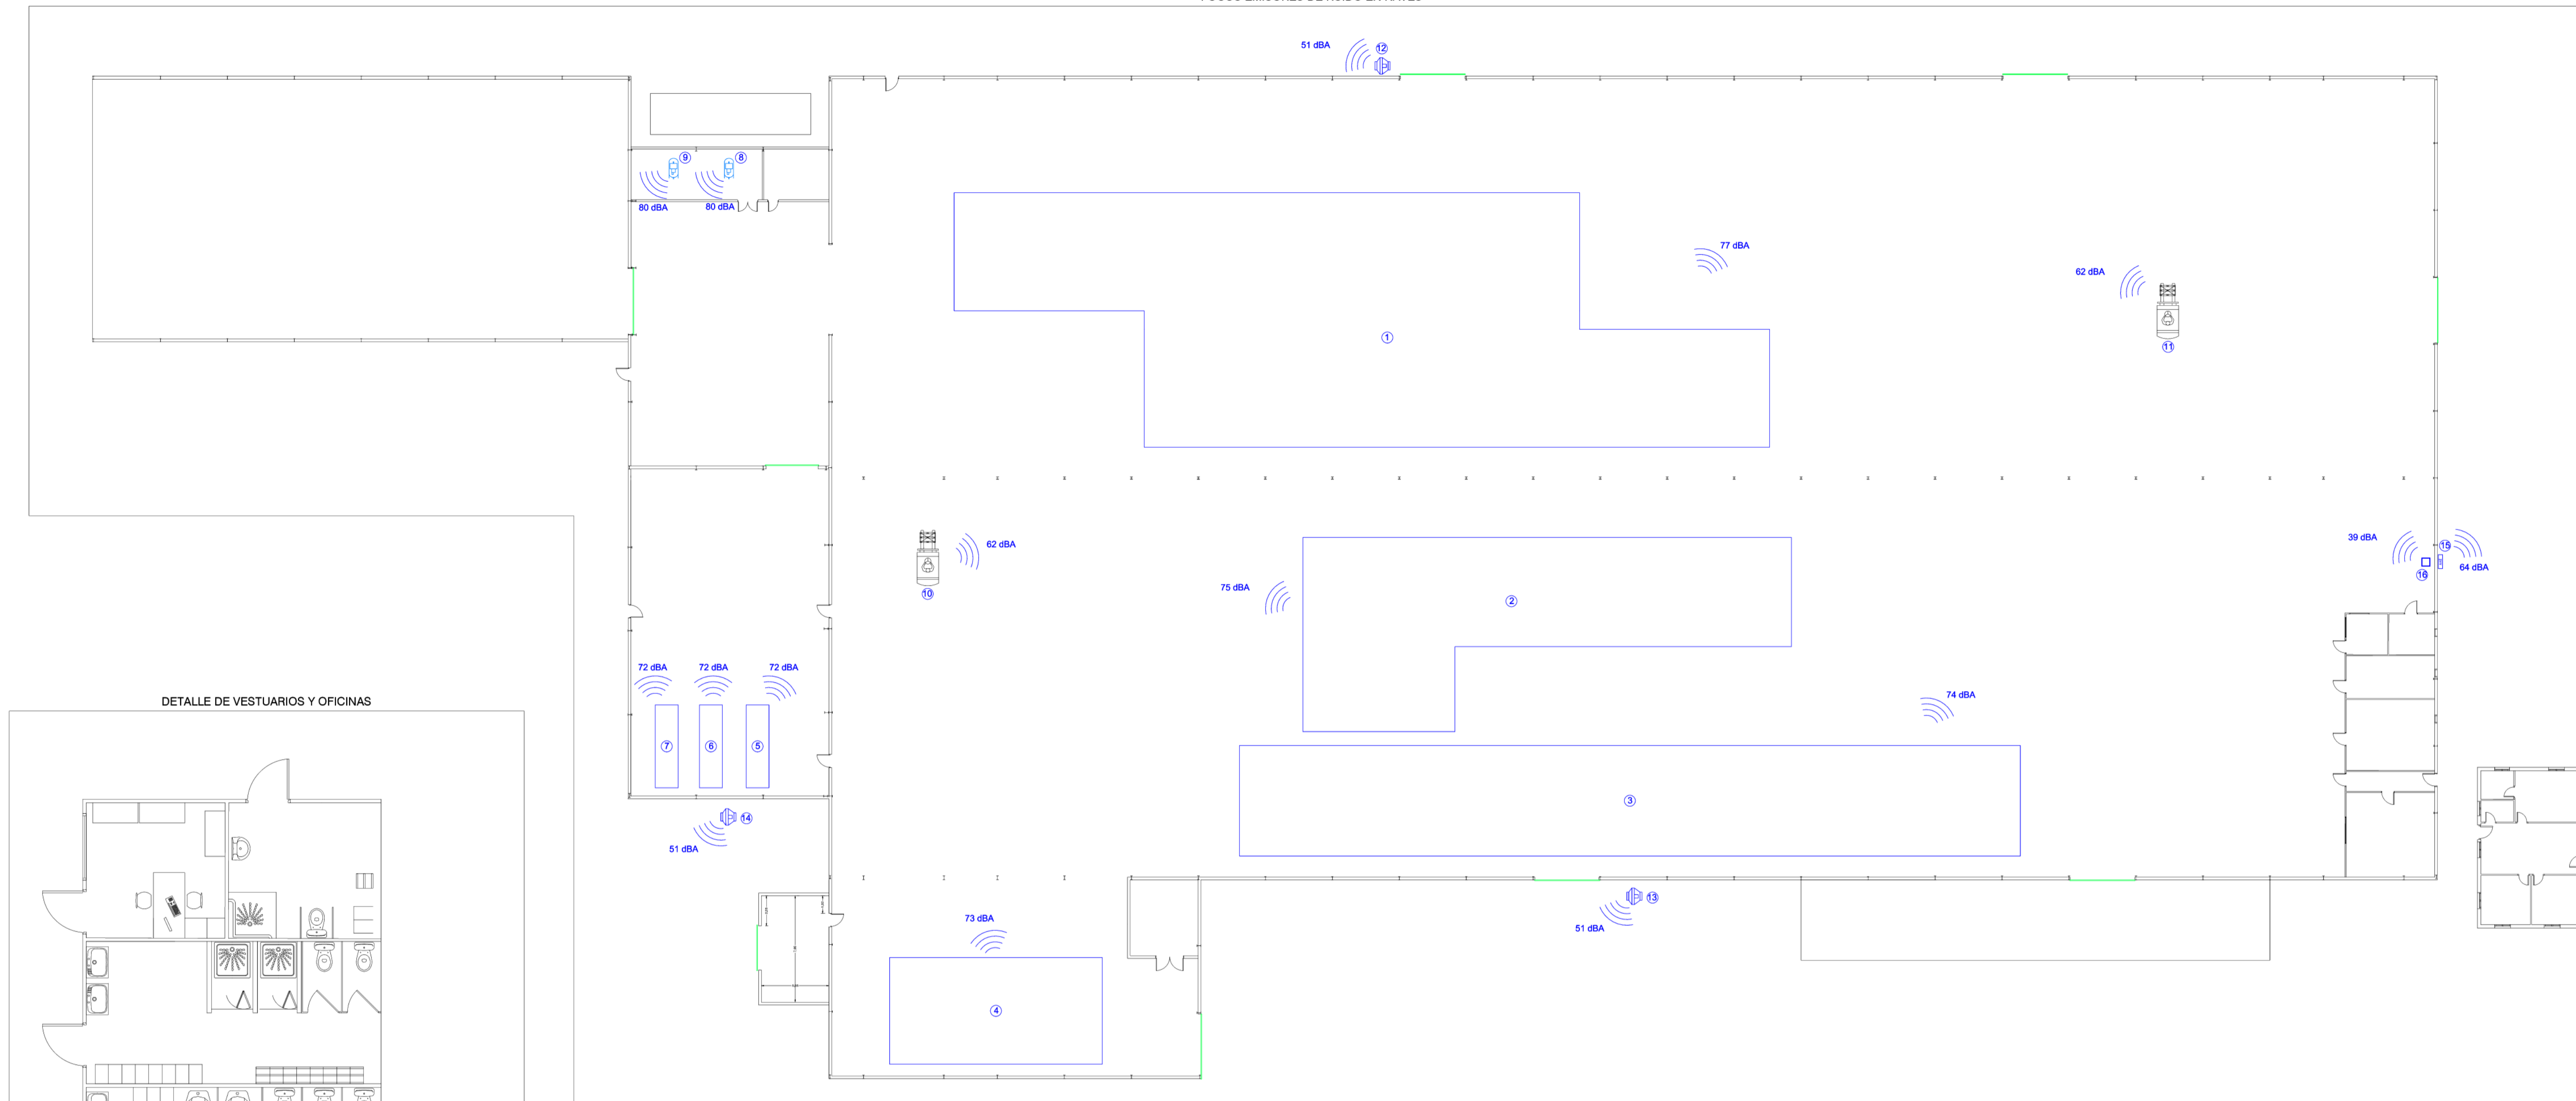 51 dBA
12
9
8
80 dBA
80 dBA
77 dBA
62 dBA
1
11
62 dBA
10
39 dBA
15
64 dBA
16
75 dBA
2
72 dBA
72 dBA
72 dBA
74 dBA
DETALLE DE VESTUARIOS Y OFICINAS
7
6
5
3
14
51 dBA
13
73 dBA
51 dBA
4